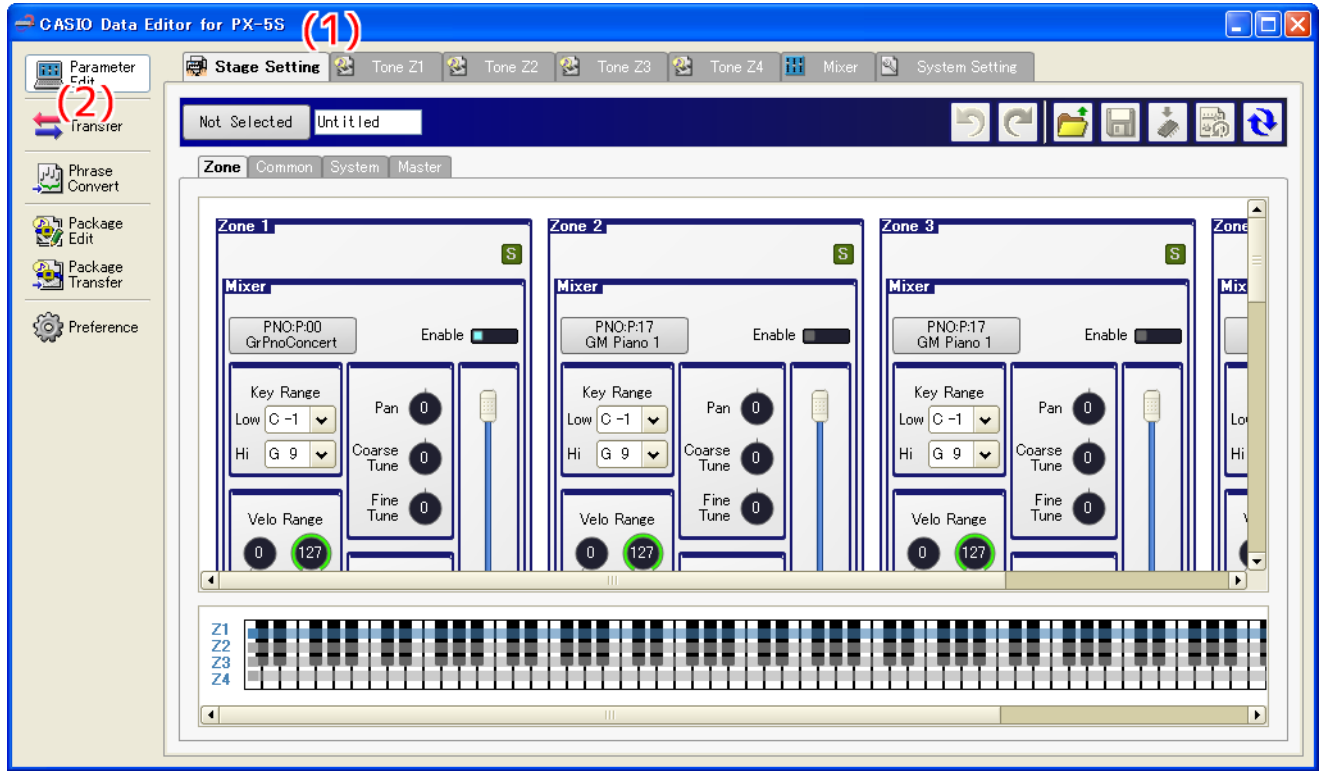 CASIO Data Editor for PX-5S
(1)
Parameter
Edit
(2)
Transfer
Phrase
Convert
Package
Edit
Package
Transfer
Preference
Stage Setting Tone Z1 Tone Z2 Tone Z3 Tone Z4 Mixer System Setting
Not Selected Untitled
Zone Common System Master
Zone 1
S
Mixer
PNO:P:00
GrPnoConcert
Enable
Key Range
Low C -1
Hi G 9
Pan 0
Coarse
Tune 0
Fine
Tune 0
Velo Range
0 127
Zone 2
S
Mixer
PNO:P:17
GM Piano 1
Enable
Key Range
Low C -1
Hi G 9
Pan 0
Coarse
Tune 0
Fine
Tune 0
Velo Range
0 127
Zone 3
S
Mixer
PNO:P:17
GM Piano 1
Enable
Key Range
Low C -1
Hi G 9
Pan 0
Coarse
Tune 0
Fine
Tune 0
Velo Range
0 127
Zone
Mix
Lo
Hi
Z1
Z2
Z3
Z4